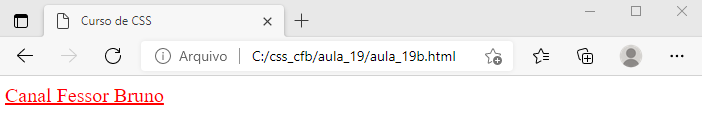 Curso de CSS
Arquivo C:/css_cfb/aula_19/aula_19b.html
Canal Fessor Bruno